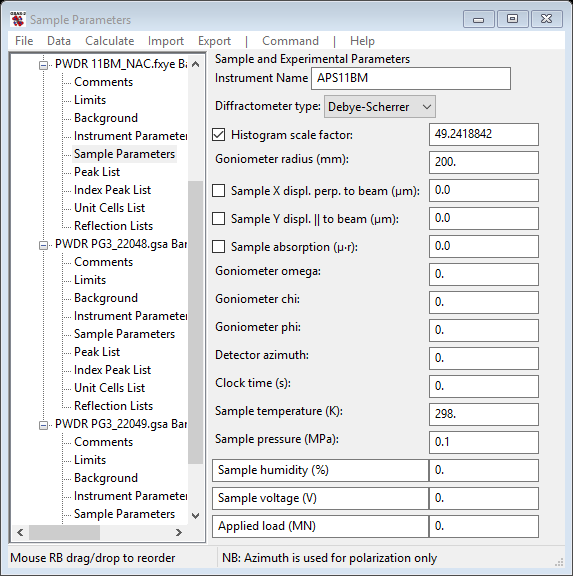 Sample Parameters
File Data Calculate Import Export | Command | Help
PWDR 11BM_NAC.fxye Ba
Comments
Limits
Background
Instrument Parameter
Sample Parameters
Peak List
Index Peak List
Unit Cells List
Reflection Lists
PWDR PG3_22048.gsa Bar
Comments
Limits
Background
Instrument Parameter
Sample Parameters
Peak List
Index Peak List
Unit Cells List
Reflection Lists
PWDR PG3_22049.gsa Bar
Comments
Limits
Background
Instrument Parameter
Sample Parameters
Sample and Experimental Parameters
Instrument Name APS11BM
Diffractometer type: Debye-Scherrer
Histogram scale factor: 49.2418842
Goniometer radius (mm): 200.
Sample X displ. perp. to beam (µm): 0.0
Sample Y displ. || to beam (µm): 0.0
Sample absorption (µ·r): 0.0
Goniometer omega: 0.
Goniometer chi: 0.
Goniometer phi: 0.
Detector azimuth: 0.
Clock time (s): 0.
Sample temperature (K): 298.
Sample pressure (MPa): 0.1
Sample humidity (%) 0.
Sample voltage (V) 0.
Applied load (MN) 0.
Mouse RB drag/drop to reorder
NB: Azimuth is used for polarization only